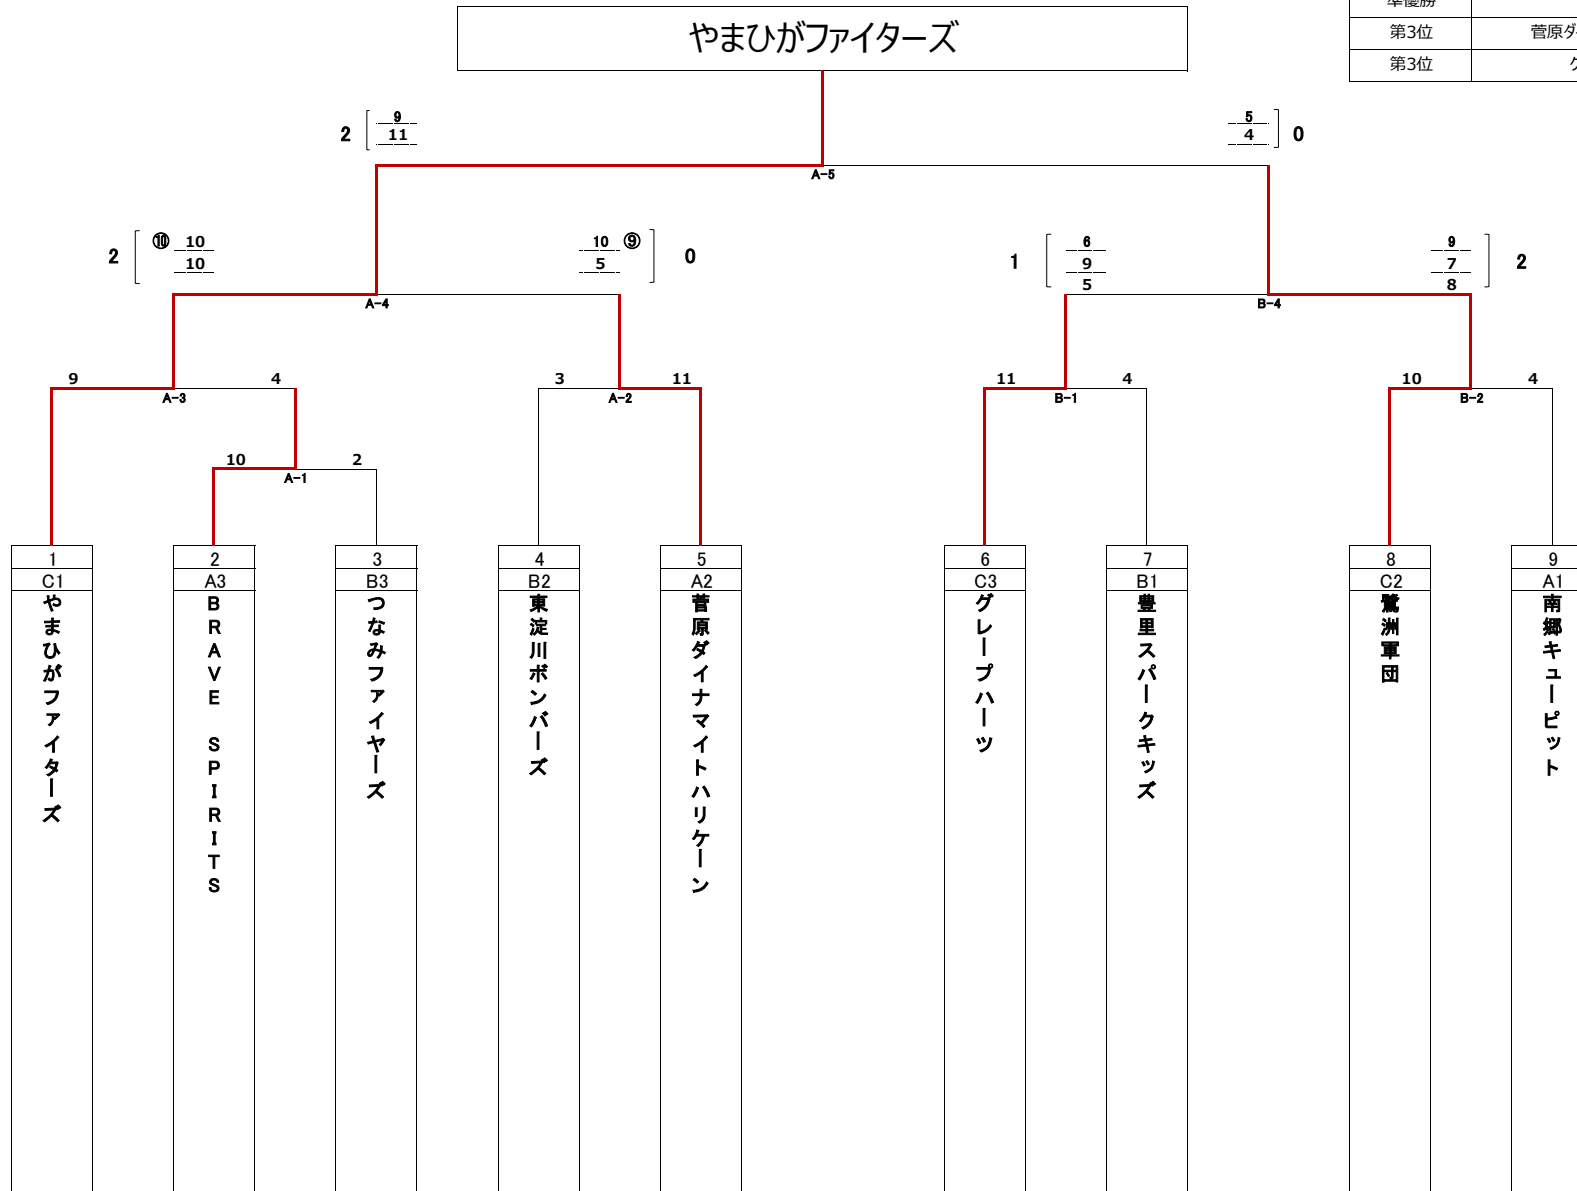 やまひがファイターズ
準優勝
第3位 菅原ダ
第3位
2 9 5 0
11 4
A-5
2 ⑩ 10 10 ⑨ 0 1 6 9 2
10 5 9 7
5 8
A-4 B-4
9 4 3 11 11 4 10 4
A-3 A-2 B-1 B-2
10 2
A-1
1 2 3 4 5 6 7 8 9
C1 A3 B3 B2 A2 C3 B1 C2 A1
やまひがファイターズ
BRAVE SPIRITS
つなみファイヤーズ
東淀川ボンバーズ
菅原ダイナマイトハリケーン
グレープハーツ
豊里スパークキッズ
鷺洲軍団
南郷キューピット